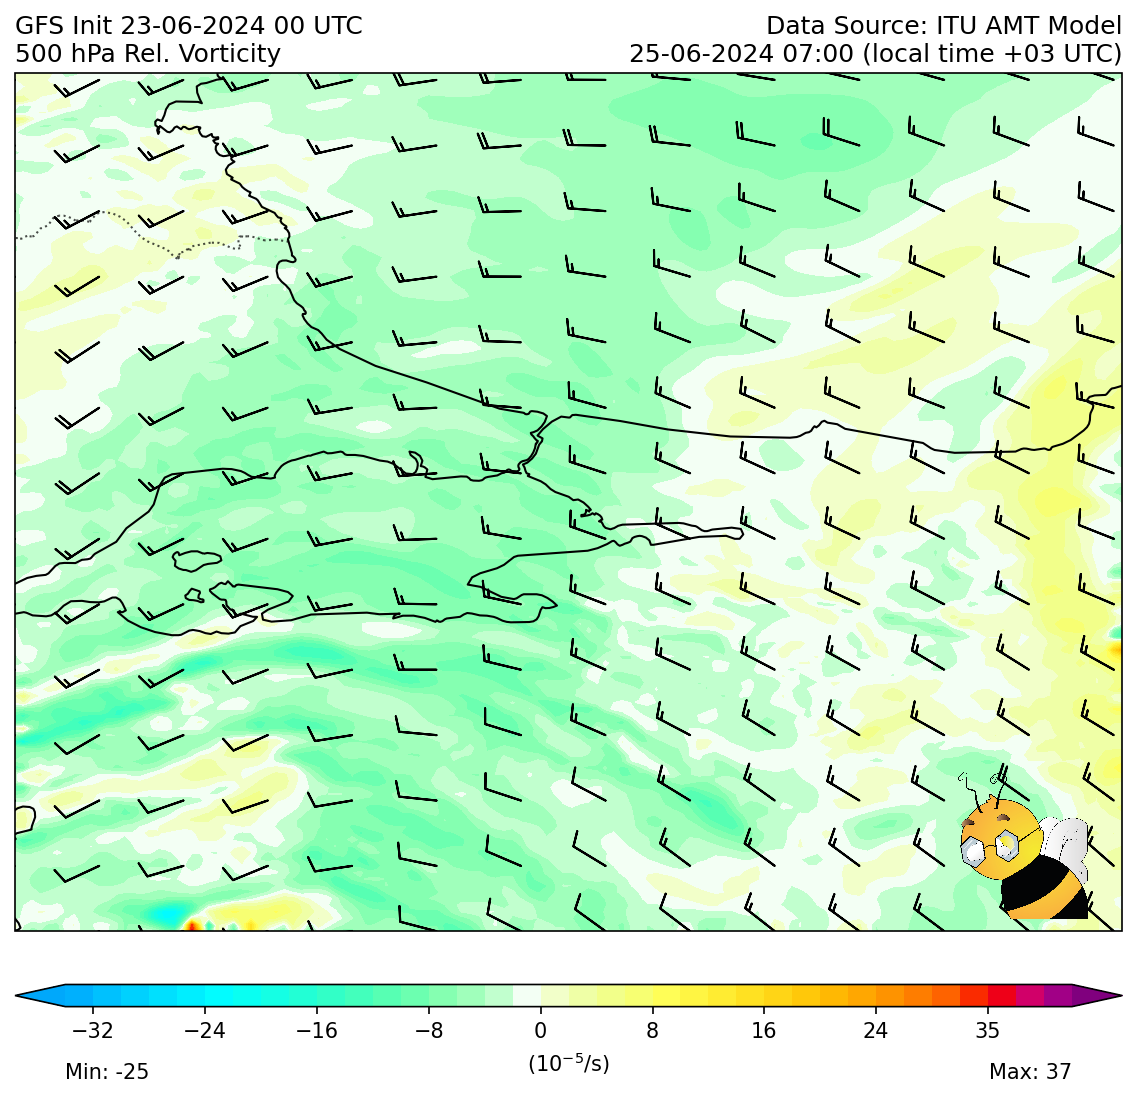 GFS Init 23-06-2024 00 UTC
Data Source: ITU AMT Model
500 hPa Rel. Vorticity
25-06-2024 07:00 (local time +03 UTC)
−32 −24 −16 −8 0 8 16 24 35
(10⁻⁵/s)
Min: -25
Max: 37